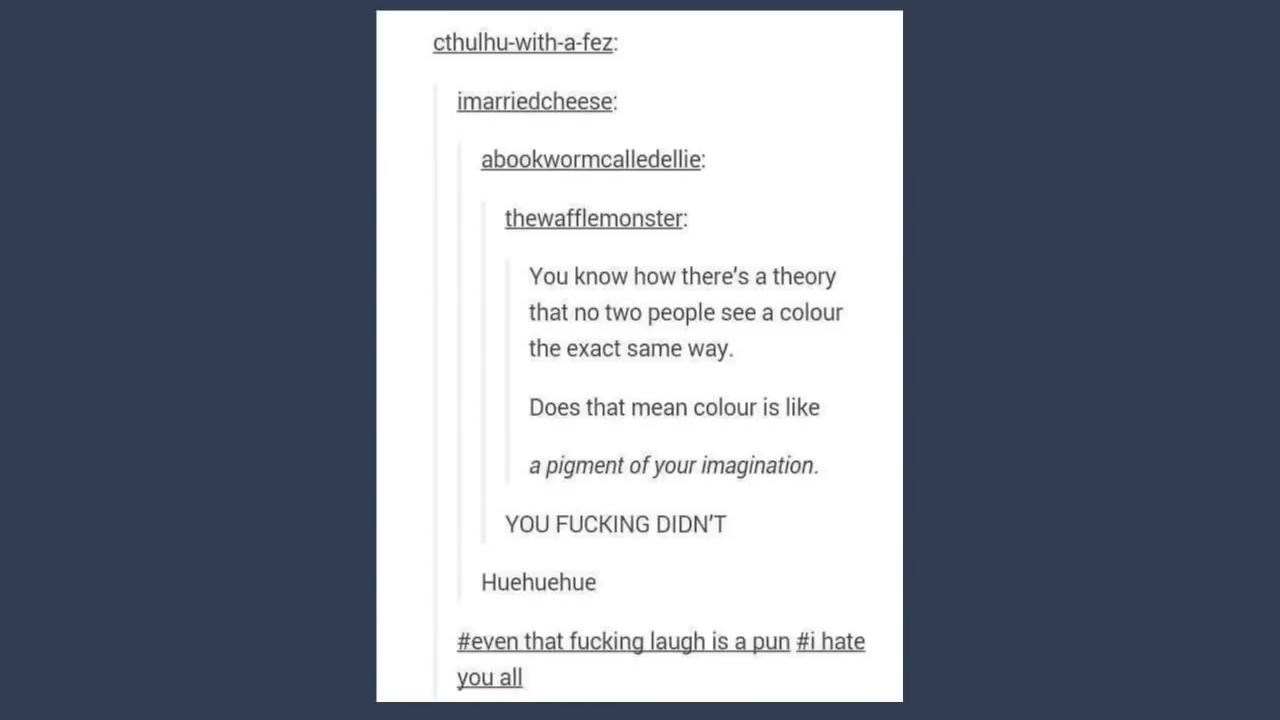 cthulhu-with-a-fez:
imarriedcheese:
abookwormcalledellie:
thewafflemonster:
You know how there's a theory
that no two people see a colour
the exact same way.
Does that mean colour is like
a pigment of your imagination.
YOU FUCKING DIDN'T
Huehuehue
#even that fucking laugh is a pun #i hate
you all